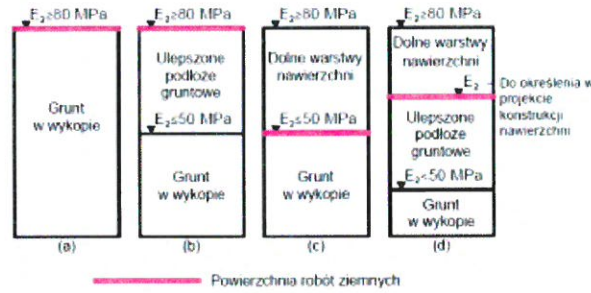 E₂≥80 MPa
Grunt
w wykopie
(a)
E₂≥80 MPa
Ulepszone
podłoże
gruntowe
E₂≤50 MPa
Grunt
w wykopie
(b)
E₂≥80 MPa
Dolne warstwy
nawierzchni
E₂≤50 MPa
Grunt
w wykopie
(c)
E₂≥80 MPa
Dolne warstwy
nawierzchni
E₂
Do określenia w
projekcie
konstrukcji
nawierzchni
Ulepszone
podłoże
gruntowe
E₂<50 MPa
Grunt
w wykopie
(d)
Powierzchnia robót ziemnych